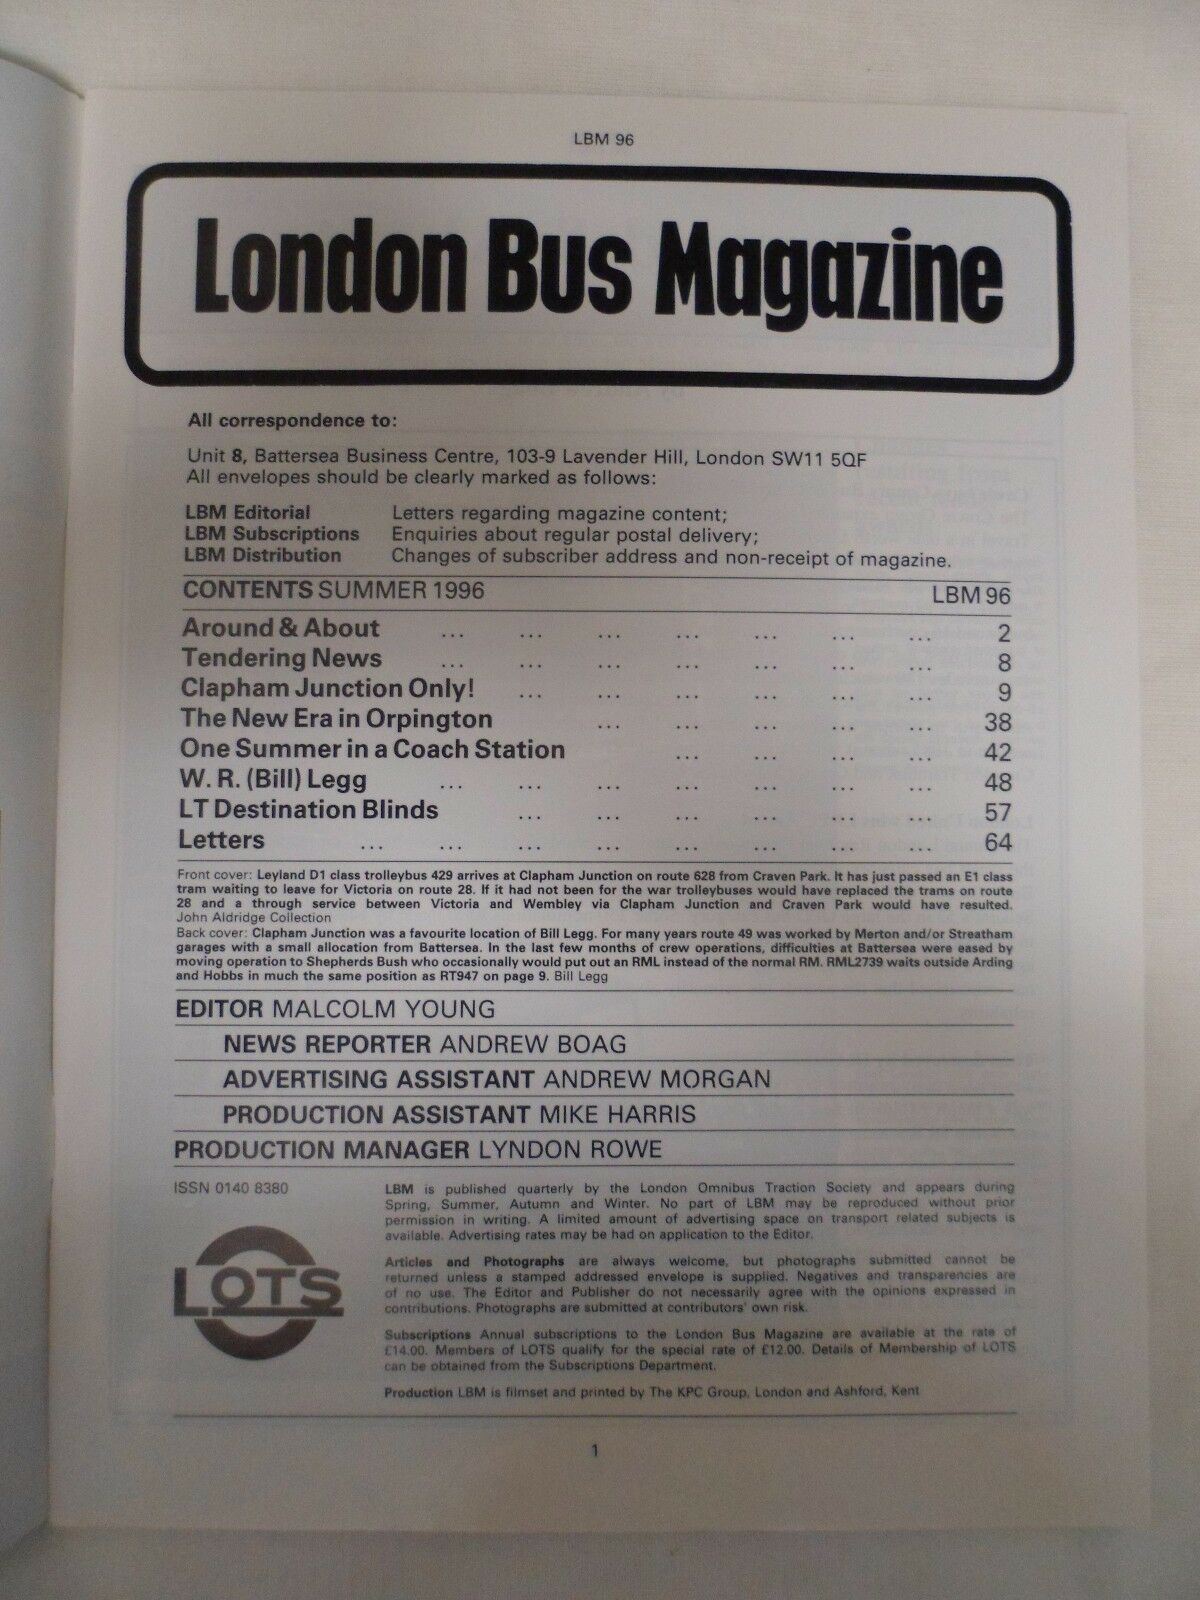 LBM 96
London Bus Magazine
All correspondence to:
Unit 8, Battersea Business Centre, 103-9 Lavender Hill, London SW11 5QF
All envelopes should be clearly marked as follows:
LBM Editorial Letters regarding magazine content;
LBM Subscriptions Enquiries about regular postal delivery;
LBM Distribution Changes of subscriber address and non-receipt of magazine.
CONTENTS SUMMER 1996 LBM 96
Around & About ... ... ... ... ... ... ... 2
Tendering News ... ... ... ... ... ... ... 8
Clapham Junction Only! ... ... ... ... ... ... 9
The New Era in Orpington ... ... ... ... ... 38
One Summer in a Coach Station ... ... ... ... 42
W. R. (Bill) Legg ... ... ... ... ... ... ... 48
LT Destination Blinds ... ... ... ... ... ... 57
Letters ... ... ... ... ... ... ... ... 64
Front cover: Leyland D1 class trolleybus 429 arrives at Clapham Junction on route 628 from Craven Park. It has just passed an E1 class
tram waiting to leave for Victoria on route 28. If it had not been for the war trolleybuses would have replaced the trams on route
28 and a through service between Victoria and Wembley via Clapham Junction and Craven Park would have resulted.
John Aldridge Collection
Back cover: Clapham Junction was a favourite location of Bill Legg. For many years route 49 was worked by Merton and/or Streatham
garages with a small allocation from Battersea. In the last few months of crew operations, difficulties at Battersea were eased by
moving operation to Shepherds Bush who occasionally would put out an RML instead of the normal RM. RML2739 waits outside Arding
and Hobbs in much the same position as RT947 on page 9. Bill Legg
EDITOR MALCOLM YOUNG
NEWS REPORTER ANDREW BOAG
ADVERTISING ASSISTANT ANDREW MORGAN
PRODUCTION ASSISTANT MIKE HARRIS
PRODUCTION MANAGER LYNDON ROWE
ISSN 0140 8380
LOTS
LBM is published quarterly by the London Omnibus Traction Society and appears during
Spring, Summer, Autumn and Winter. No part of LBM may be reproduced without prior
permission in writing. A limited amount of advertising space on transport related subjects is
available. Advertising rates may be had on application to the Editor.
Articles and Photographs are always welcome, but photographs submitted cannot be
returned unless a stamped addressed envelope is supplied. Negatives and transparencies are
of no use. The Editor and Publisher do not necessarily agree with the opinions expressed in
contributions. Photographs are submitted at contributors' own risk.
Subscriptions Annual subscriptions to the London Bus Magazine are available at the rate of
£14.00. Members of LOTS qualify for the special rate of £12.00. Details of Membership of LOTS
can be obtained from the Subscriptions Department.
Production LBM is filmset and printed by The KPC Group, London and Ashford, Kent
1